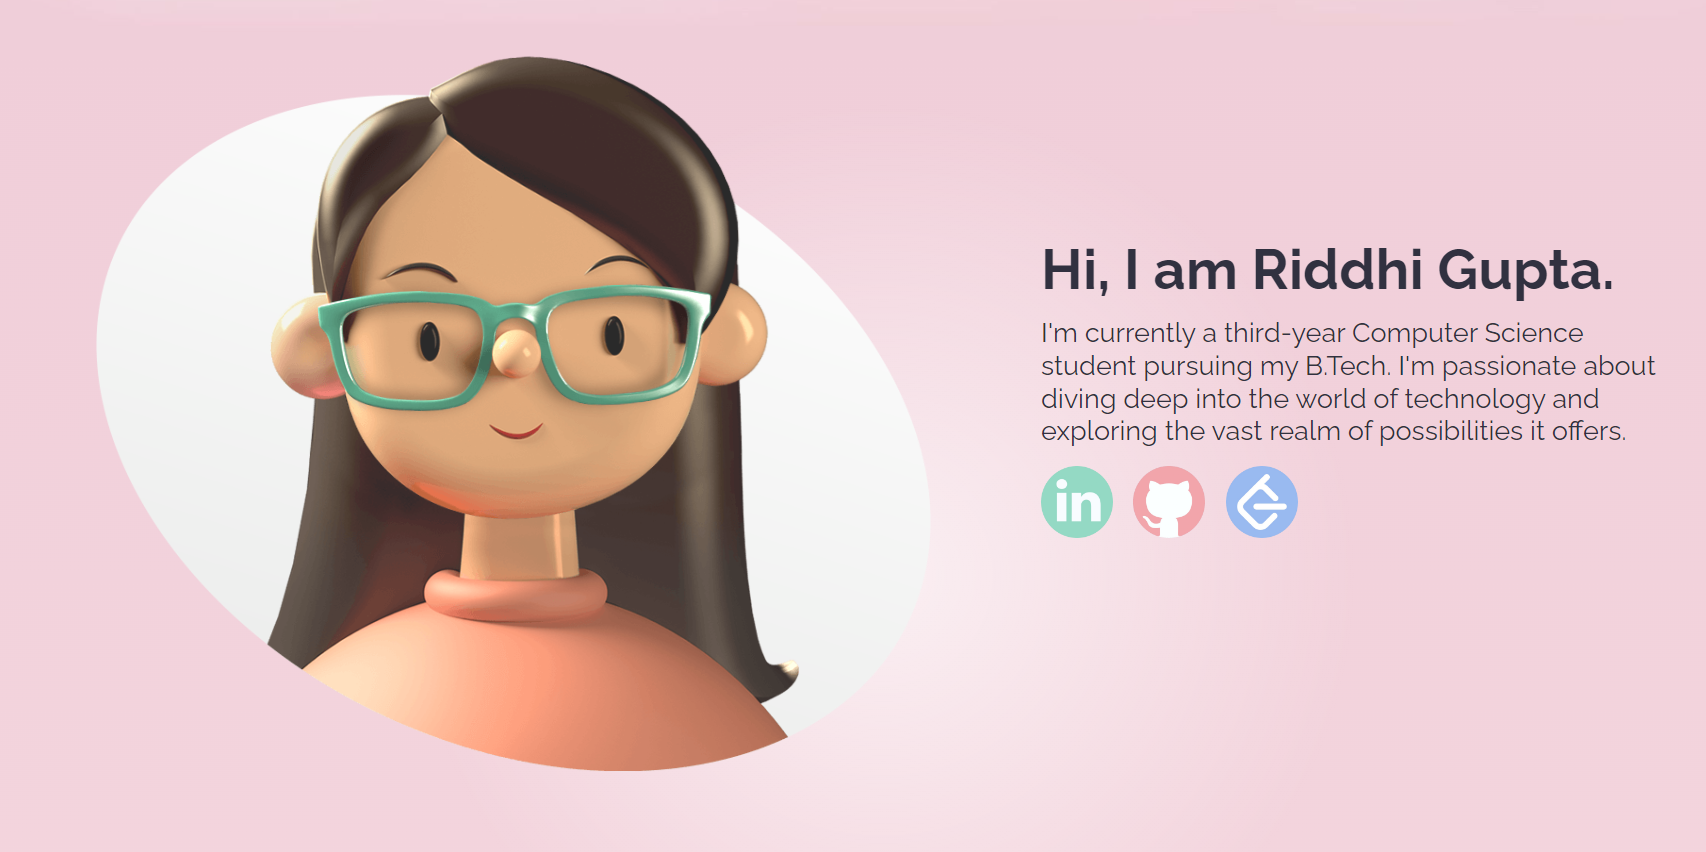 Hi, I am Riddhi Gupta.
I'm currently a third-year Computer Science
student pursuing my B.Tech. I'm passionate about
diving deep into the world of technology and
exploring the vast realm of possibilities it offers.
in